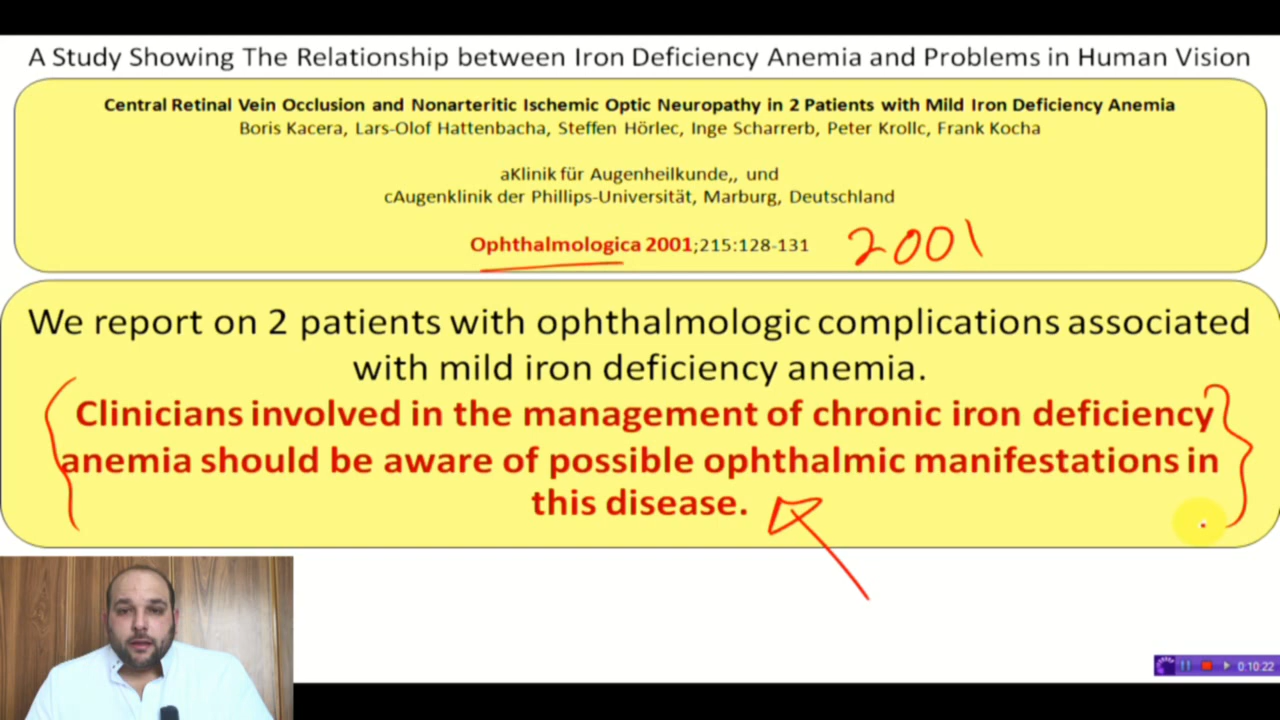 A Study Showing The Relationship between Iron Deficiency Anemia and Problems in Human Vision
Central Retinal Vein Occlusion and Nonarteritic Ischemic Optic Neuropathy in 2 Patients with Mild Iron Deficiency Anemia
Boris Kacera, Lars-Olof Hattenbacha, Steffen Hörlec, Inge Scharrerb, Peter Krollc, Frank Kocha
aKlinik für Augenheilkunde,, und
cAugenklinik der Phillips-Universität, Marburg, Deutschland
Ophthalmologica 2001;215:128-131 2001
We report on 2 patients with ophthalmologic complications associated
with mild iron deficiency anemia.
Clinicians involved in the management of chronic iron deficiency
anemia should be aware of possible ophthalmic manifestations in
this disease.
0:10:22